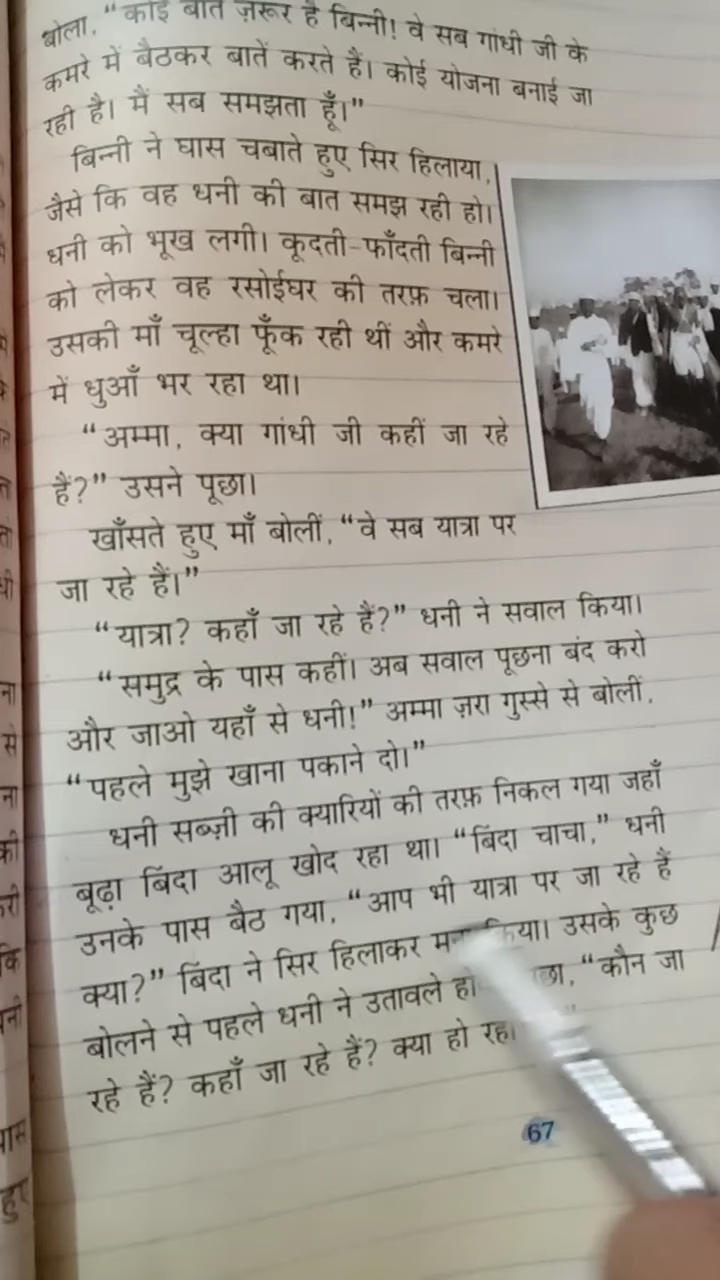 बोला, “कोई बात ज़रूर है बिन्नी! वे सब गांधी जी के
कमरे में बैठकर बातें करते हैं। कोई योजना बनाई जा
रही है। मैं सब समझता हूँ।”
बिन्नी ने घास चबाते हुए सिर हिलाया,
जैसे कि वह धनी की बात समझ रही हो।
धनी को भूख लगी। कूदती-फाँदती बिन्नी
को लेकर वह रसोईघर की तरफ़ चला।
उसकी माँ चूल्हा फूँक रही थीं और कमरे
में धुआँ भर रहा था।
“अम्मा, क्या गांधी जी कहीं जा रहे
हैं?” उसने पूछा।
खाँसते हुए माँ बोलीं, “वे सब यात्रा पर
जा रहे हैं।”
“यात्रा? कहाँ जा रहे हैं?” धनी ने सवाल किया।
“समुद्र के पास कहीं। अब सवाल पूछना बंद करो
और जाओ यहाँ से धनी!” अम्मा ज़रा गुस्से से बोलीं,
“पहले मुझे खाना पकाने दो।”
धनी सब्ज़ी की क्यारियों की तरफ़ निकल गया जहाँ
बूढ़ा बिंदा आलू खोद रहा था। “बिंदा चाचा,” धनी
उनके पास बैठ गया, “आप भी यात्रा पर जा रहे हैं
क्या?” बिंदा ने सिर हिलाकर किया। उसके कुछ
बोलने से पहले धनी ने उतावले “कौन जा
रहे हैं? कहाँ जा रहे हैं? क्या हो
67